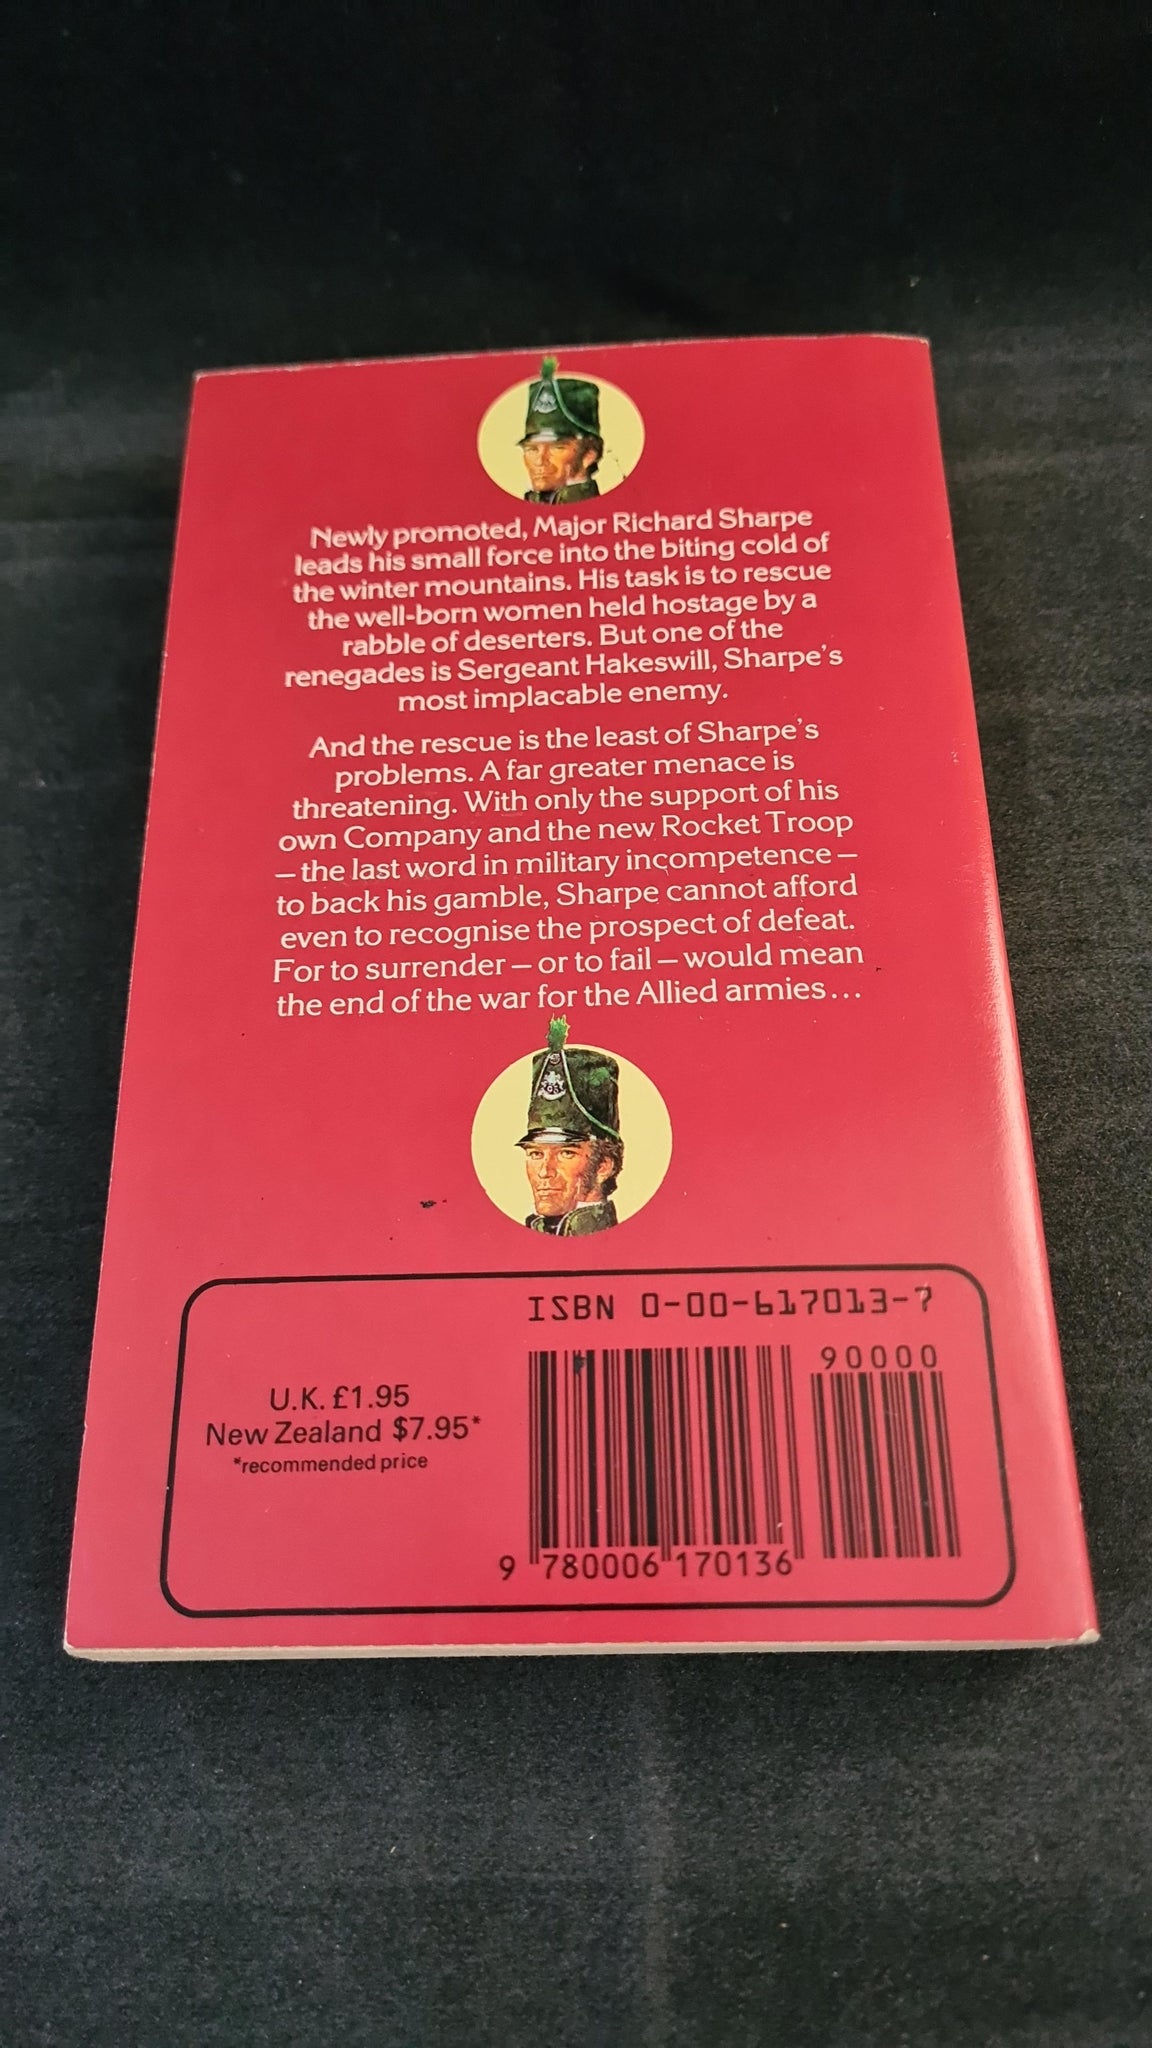 Newly promoted, Major Richard Sharpe
leads his small force into the biting cold of
the winter mountains. His task is to rescue
the well-born women held hostage by a
rabble of deserters. But one of the
renegades is Sergeant Hakeswill, Sharpe's
most implacable enemy.
And the rescue is the least of Sharpe's
problems. A far greater menace is
threatening. With only the support of his
own Company and the new Rocket Troop
– the last word in military incompetence –
to back his gamble, Sharpe cannot afford
even to recognise the prospect of defeat.
For to surrender – or to fail – would mean
the end of the war for the Allied armies...
ISBN 0-00-617013-7
90000
U.K. £1.95
New Zealand $7.95*
*recommended price
9 780006 170136